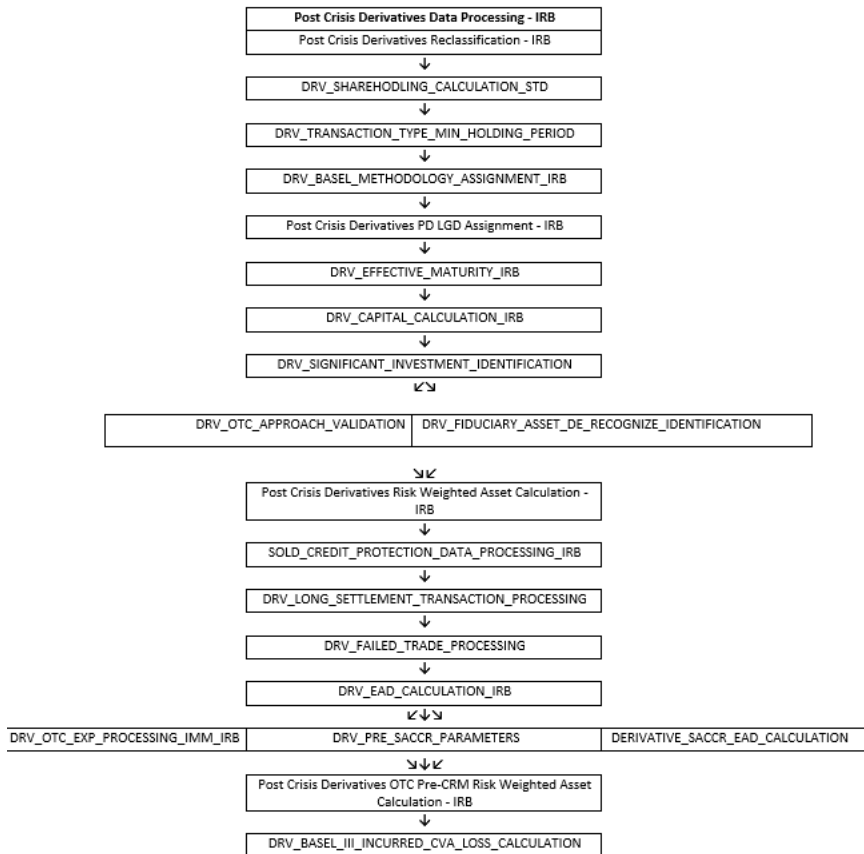 Post Crisis Derivatives Data Processing - IRB
Post Crisis Derivatives Reclassification - IRB
DRV_SHAREHODLING_CALCULATION_STD
DRV_TRANSACTION_TYPE_MIN_HOLDING_PERIOD
DRV_BASEL_METHODOLOGY_ASSIGNMENT_IRB
Post Crisis Derivatives PD LGD Assignment - IRB
DRV_EFFECTIVE_MATURITY_IRB
DRV_CAPITAL_CALCULATION_IRB
DRV_SIGNIFICANT_INVESTMENT_IDENTIFICATION
DRV_OTC_APPROACH_VALIDATION
DRV_FIDUCIARY_ASSET_DE_RECOGNIZE_IDENTIFICATION
Post Crisis Derivatives Risk Weighted Asset Calculation -
IRB
SOLD_CREDIT_PROTECTION_DATA_PROCESSING_IRB
DRV_LONG_SETTLEMENT_TRANSACTION_PROCESSING
DRV_FAILED_TRADE_PROCESSING
DRV_EAD_CALCULATION_IRB
DRV_OTC_EXP_PROCESSING_IMM_IRB
DRV_PRE_SACCR_PARAMETERS
DERIVATIVE_SACCR_EAD_CALCULATION
Post Crisis Derivatives OTC Pre-CRM Risk Weighted Asset
Calculation - IRB
DRV_BASEL_III_INCURRED_CVA_LOSS_CALCULATION